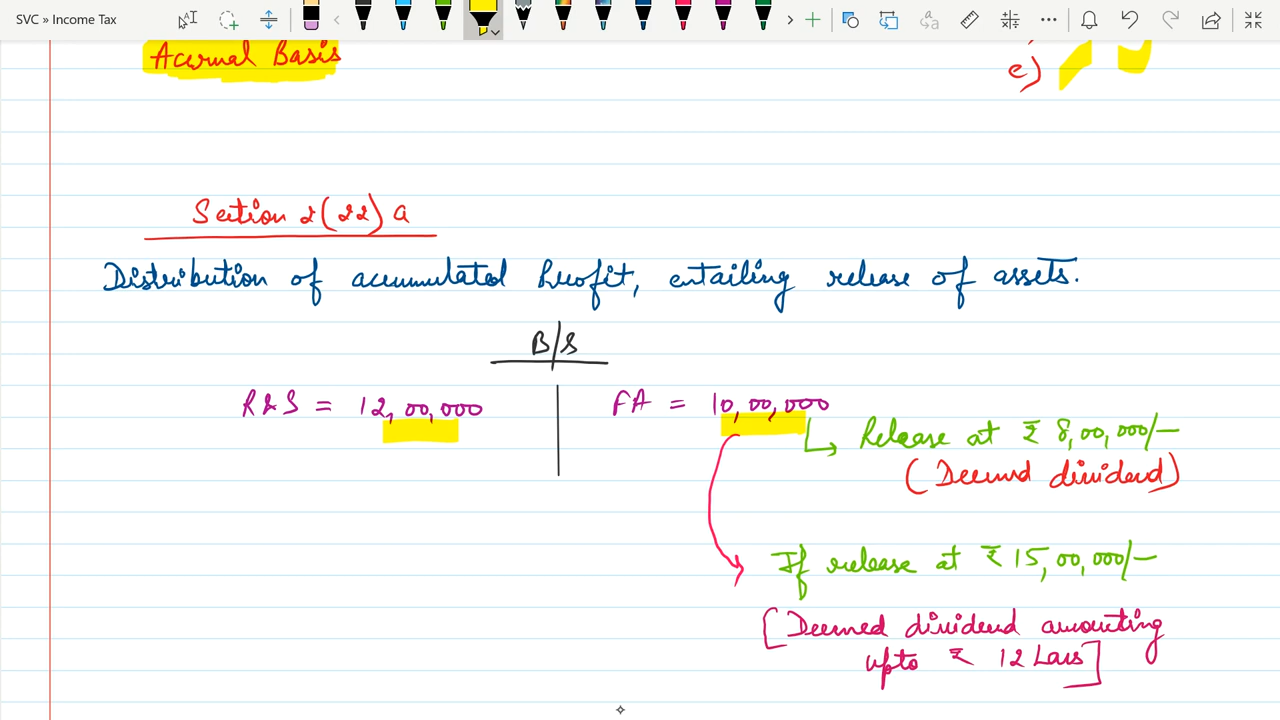 SVC » Income Tax
Accrual Basis
e)
Section 2(22) a
Distribution of accumulated Profit, entailing release of assets.
B/S
R&S = 12,00,000
FA = 10,00,000
Release at ₹ 8,00,000/-
(Deemed dividend)
If release at ₹ 15,00,000/-
[Deemed dividend amounting
upto ₹ 12 Lacs]